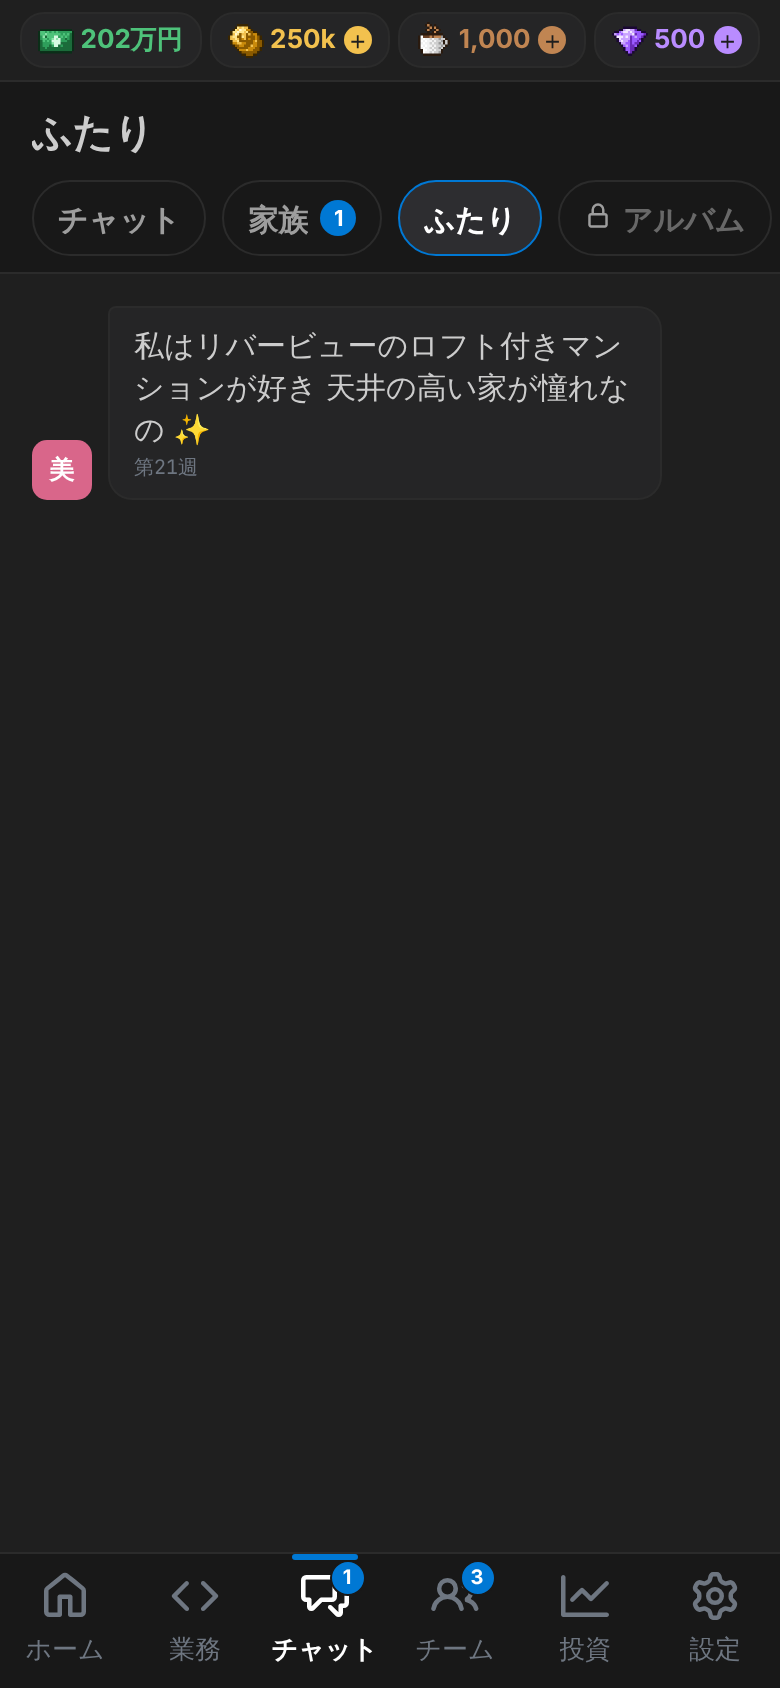 202万円 250k + 1,000 + 500 +
ふたり
チャット 家族 1 ふたり アルバム
私はリバービューのロフト付きマン
ションが好き 天井の高い家が憧れな
の ✨
第21週
美
1 3
ホーム 業務 チャット チーム 投資 設定